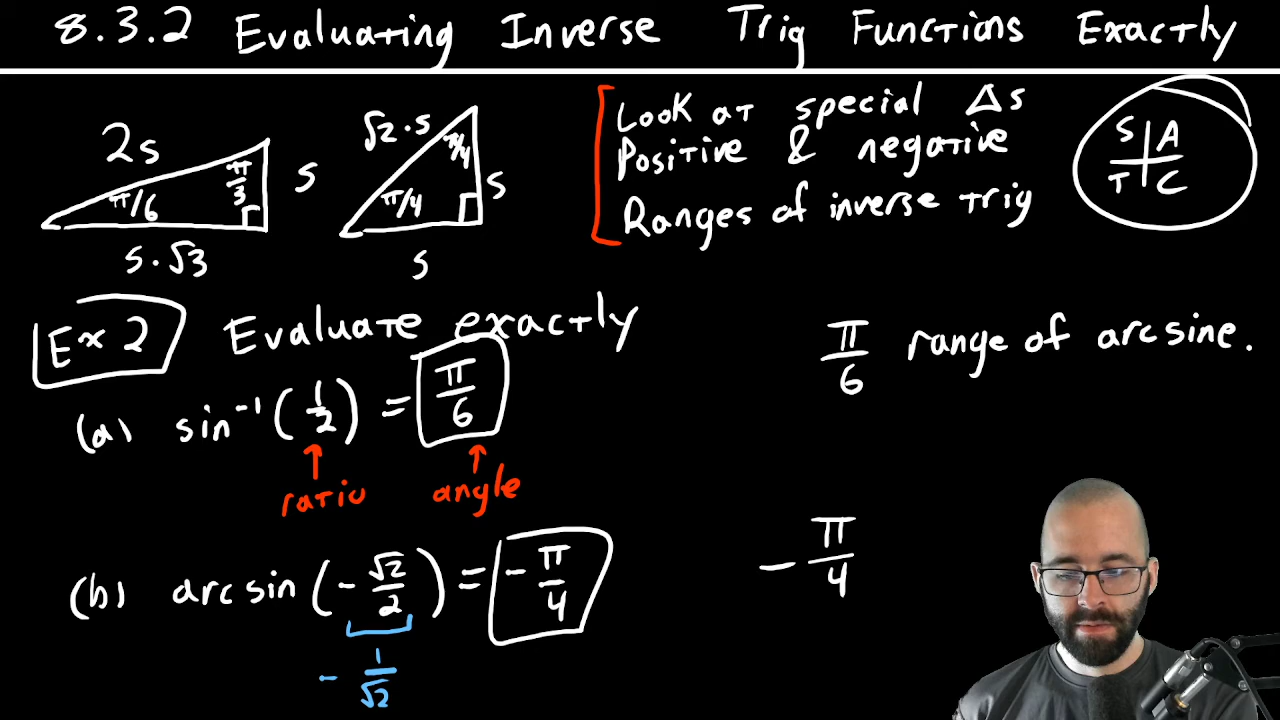 8.3.2 Evaluating Inverse Trig Functions Exactly
2s
π/6
π/3
s
s·√3
√2·s
π/4
π/4
s
s
Look at special Δs
Positive & negative
Ranges of inverse trig
S A
T C
Ex 2 Evaluate exactly
(a) sin⁻¹(1/2) = π/6
ratio
angle
π/6 range of arcsine.
(b) arcsin(-√2/2) = -π/4
-1/√2
-π/4